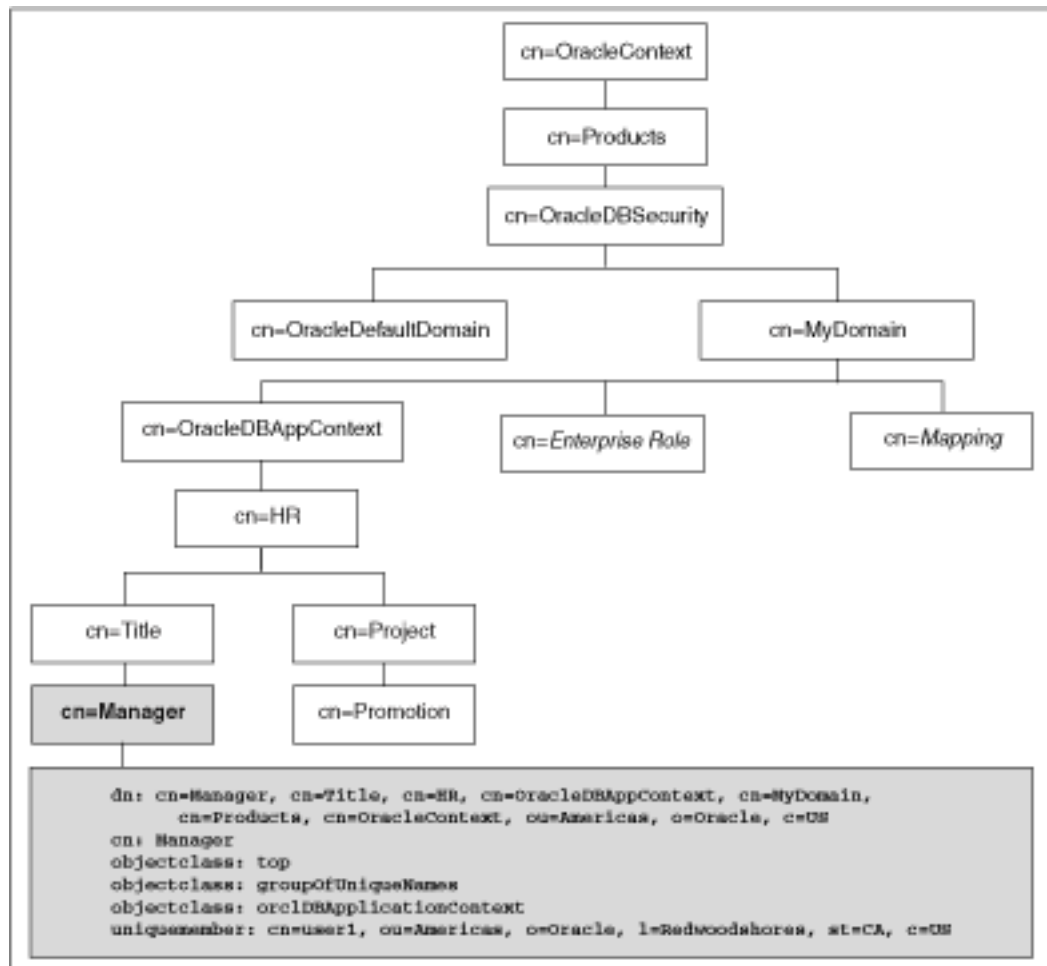 cn=OracleContext
cn=Products
cn=OracleDBSecurity
cn=OracleDefaultDomain
cn=MyDomain
cn=OracleDBAppContext
cn=Enterprise Role
cn=Mapping
cn=HR
cn=Title
cn=Project
cn=Manager
cn=Promotion
dn: cn=Manager, cn=Title, cn=HR, cn=OracleDBAppContext, cn=MyDomain,
cn=Products, cn=OracleContext, ou=Americas, o=Oracle, c=US
cn: Manager
objectclass: top
objectclass: groupOfUniqueNames
objectclass: orclDBApplicationContext
uniquemember: cn=user1, ou=Americas, o=Oracle, l=Redwoodshores, st=CA, c=US